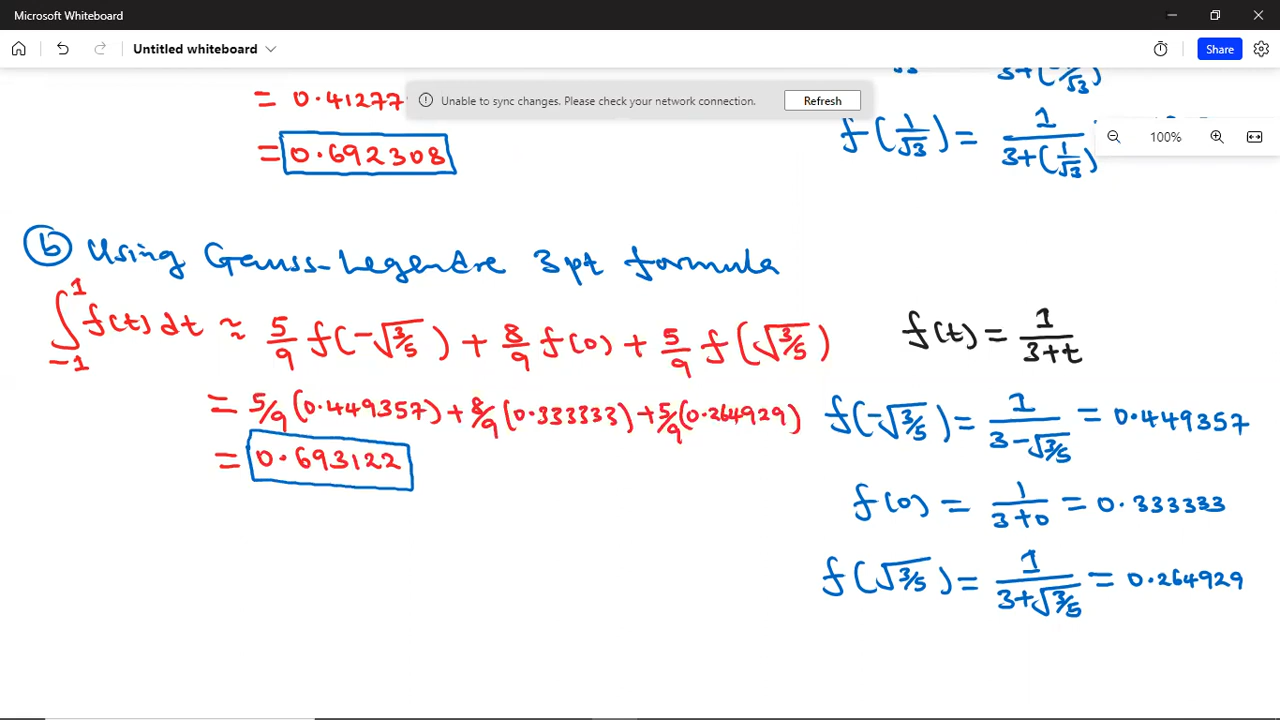 Microsoft Whiteboard
Untitled whiteboard
Share
Unable to sync changes. Please check your network connection.
Refresh
100%
= 0.41277
= 0.692308
f(1/√3) = 1/(3+(1/√3))
ⓑ Using Gauss-Legendre 3pt formula
∫₋₁¹ f(t) dt ≈ 5/9 f(-√3/5) + 8/9 f(0) + 5/9 f(√3/5)
= 5/9 (0.449357) + 8/9 (0.333333) + 5/9 (0.264929)
= 0.693122
f(t) = 1/(3+t)
f(-√3/5) = 1/(3-√3/5) = 0.449357
f(0) = 1/(3+0) = 0.333333
f(√3/5) = 1/(3+√3/5) = 0.264929